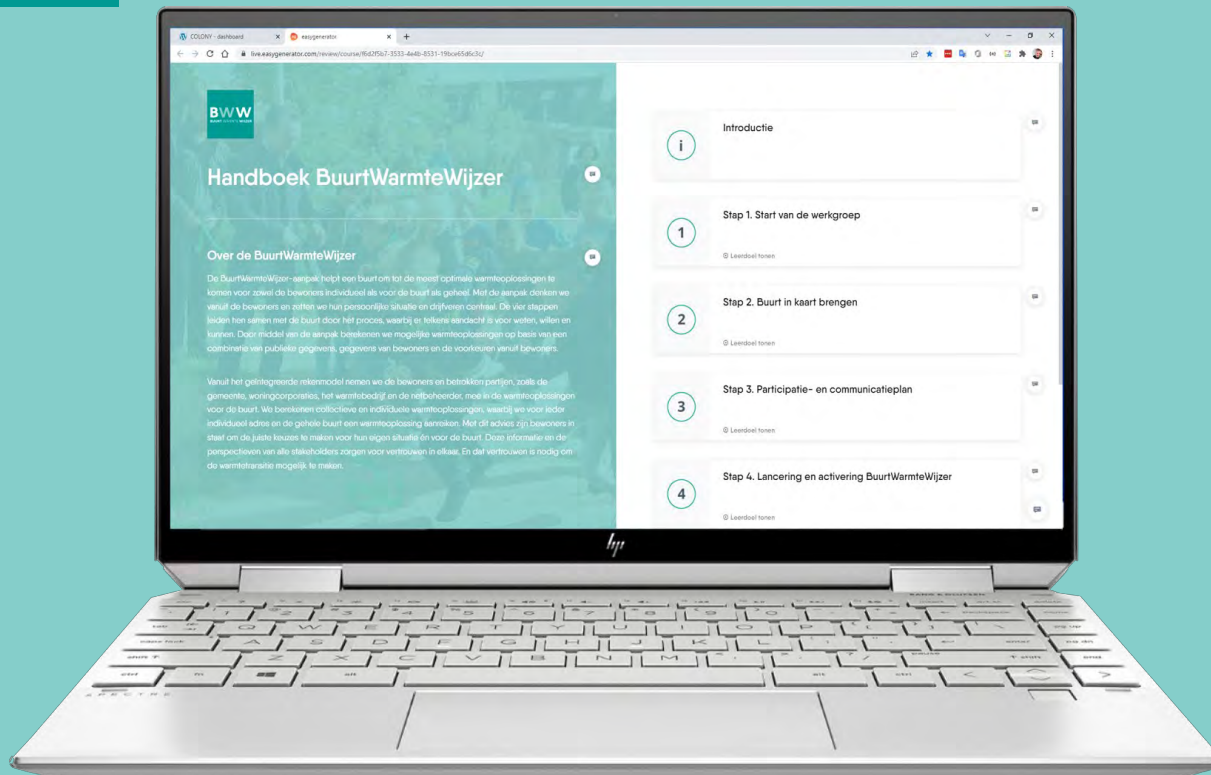 COLONY - dashboard
easygenerator
live.easygenerator.com/review/course/
BWW
Handboek BuurtWarmteWijzer
Over de BuurtWarmteWijzer
De BuurtWarmteWijzer-aanpak helpt een buurt om tot de meest optimale warmteoplossingen te
komen voor zowel de bewoners individueel als voor de buurt als geheel. Met de aanpak denken we
vanuit de bewoners en zetten we hun persoonlijke situatie en drijfveren centraal. De vier stappen
leiden hen samen met de buurt door het proces, waarbij er telkens aandacht is voor weten, willen en
kunnen. Door middel van de aanpak berekenen we mogelijke warmteoplossingen op basis van een
combinatie van publieke gegevens, gegevens van bewoners en de voorkeuren vanuit bewoners.
Vanuit het geïntegreerde rekenmodel nemen we de bewoners en betrokken partijen, zoals de
gemeente, woningcorporaties, het warmtebedrijf en de netbeheerder, mee in de warmteoplossingen
voor de buurt. We berekenen collectieve en individuele warmteoplossingen, waarbij we voor ieder
individueel adres en de gehele buurt een warmteoplossing aanreiken. Met dit advies zijn bewoners in
staat om de juiste keuzes te maken voor hun eigen situatie én voor de buurt. Deze informatie en de
perspectieven van alle stakeholders zorgen voor vertrouwen in elkaar. En dat vertrouwen is nodig om
de warmtetransitie mogelijk te maken.
i
Introductie
1
Stap 1. Start van de werkgroep
Leerdoel tonen
2
Stap 2. Buurt in kaart brengen
Leerdoel tonen
3
Stap 3. Participatie- en communicatieplan
Leerdoel tonen
4
Stap 4. Lancering en activering BuurtWarmteWijzer
Leerdoel tonen
hp
SPECTRE